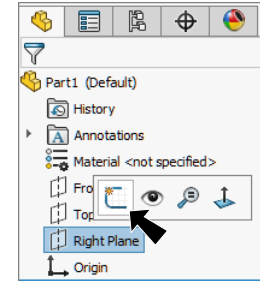 Part1 (Default)
History
Annotations
Material <not specified>
Fro
Top
Right Plane
Origin